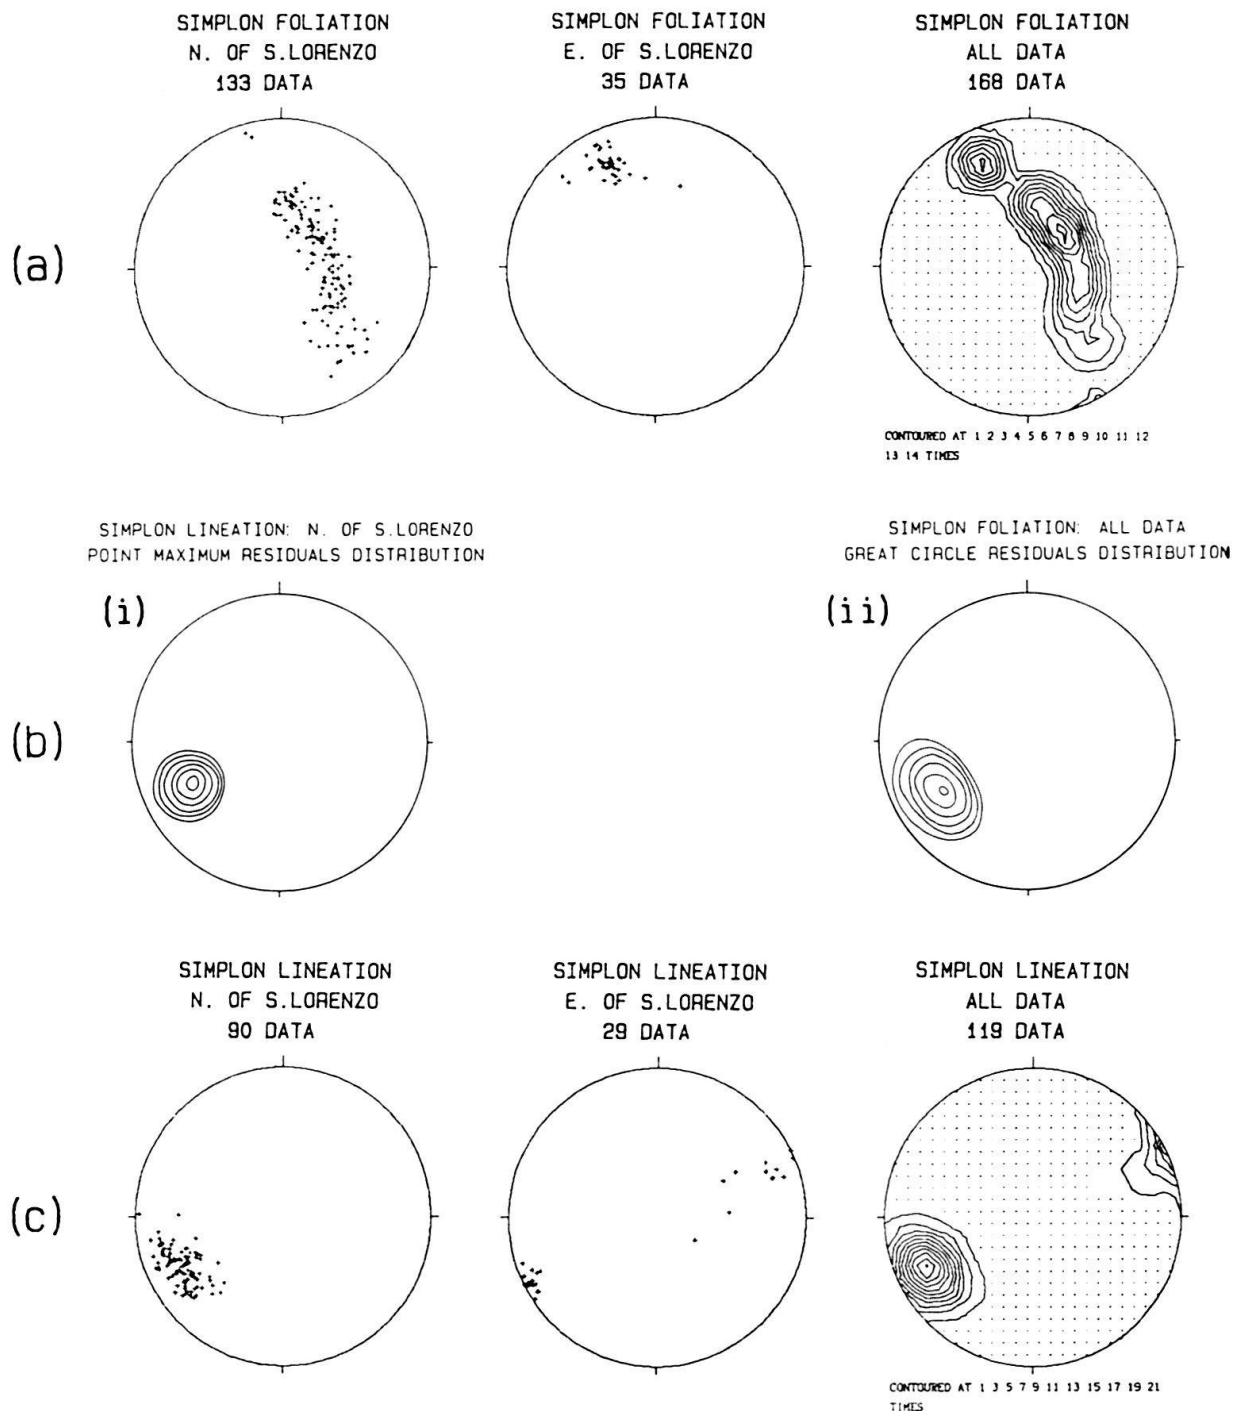 SIMPLON FOLIATION
N. OF S.LORENZO
133 DATA
SIMPLON FOLIATION
E. OF S.LORENZO
35 DATA
SIMPLON FOLIATION
ALL DATA
168 DATA
(a)
CONTOURED AT 1 2 3 4 5 6 7 8 9 10 11 12
13 14 TIMES
SIMPLON LINEATION: N. OF S.LORENZO
POINT MAXIMUM RESIDUALS DISTRIBUTION
SIMPLON FOLIATION: ALL DATA
GREAT CIRCLE RESIDUALS DISTRIBUTION
(i)
(ii)
(b)
SIMPLON LINEATION
N. OF S.LORENZO
90 DATA
SIMPLON LINEATION
E. OF S.LORENZO
29 DATA
SIMPLON LINEATION
ALL DATA
119 DATA
(c)
CONTOURED AT 1 3 5 7 9 11 13 15 17 19 21
TIMES